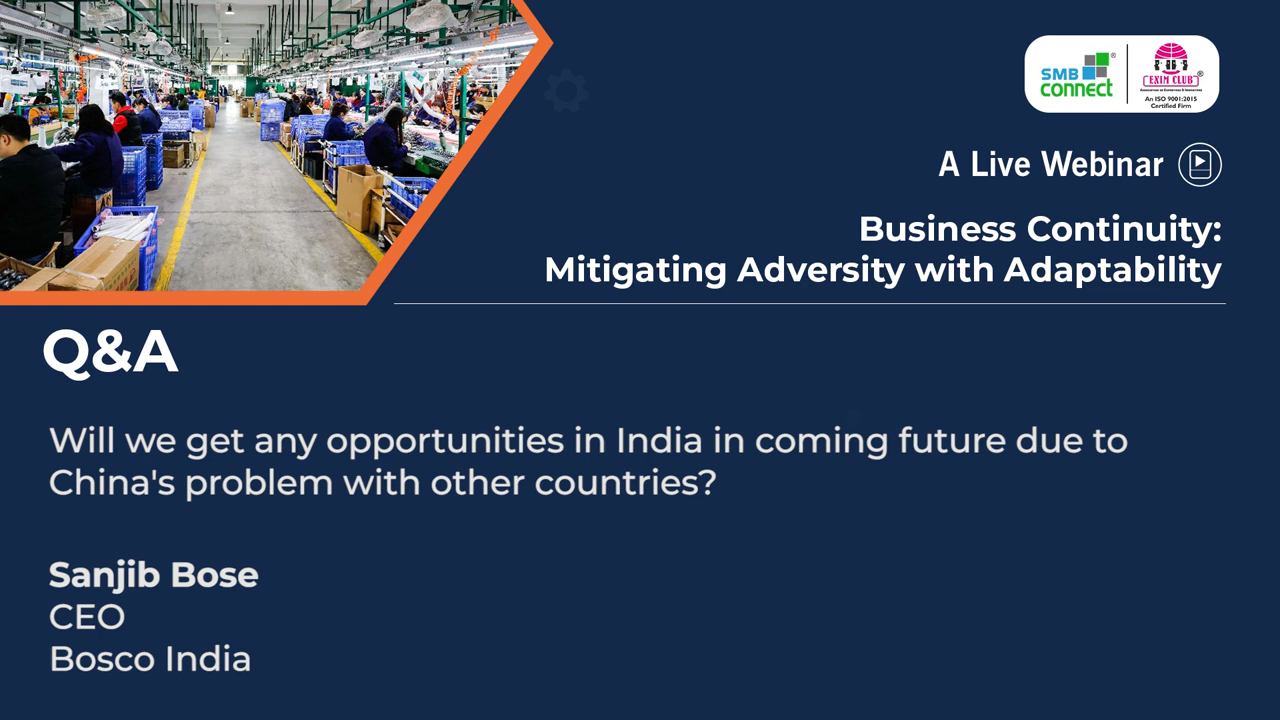 SMB
connect
EXIM CLUB
An ISO 9001:2015
Certified Firm
A Live Webinar
Business Continuity:
Mitigating Adversity with Adaptability
Q&A
Will we get any opportunities in India in coming future due to
China's problem with other countries?
Sanjib Bose
CEO
Bosco India